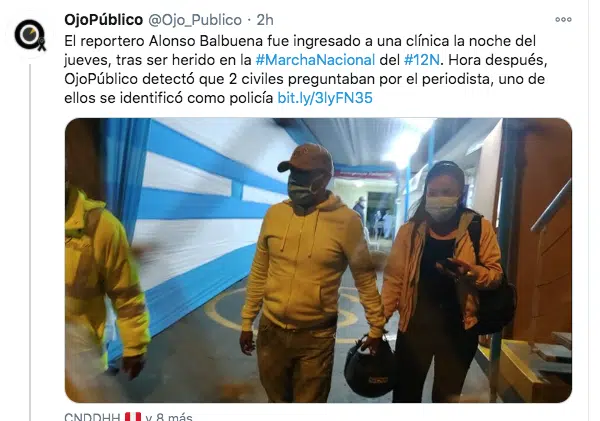 OjoPúblico @Ojo_Publico · 2h
El reportero Alonso Balbuena fue ingresado a una clínica la noche del
jueves, tras ser herido en la #MarchaNacional del #12N. Hora después,
OjoPúblico detectó que 2 civiles preguntaban por el periodista, uno de
ellos se identificó como policía bit.ly/3lyFN35
CNDDHH 🇵🇪 y 8 más